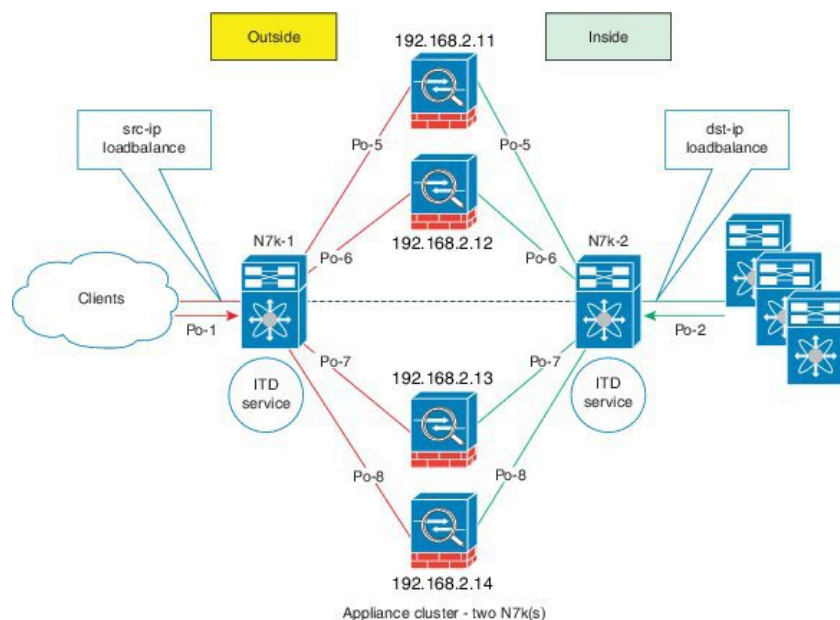 Outside
192.168.2.11
Inside
src-ip
loadbalance
dst-ip
loadbalance
Po-5
Po-5
N7k-1
192.168.2.12
N7k-2
Po-6
Po-6
Clients
Po-1
Po-2
Po-7
192.168.2.13
Po-7
ITD
service
ITD
service
Po-8
Po-8
192.168.2.14
Appliance cluster - two N7k(s)